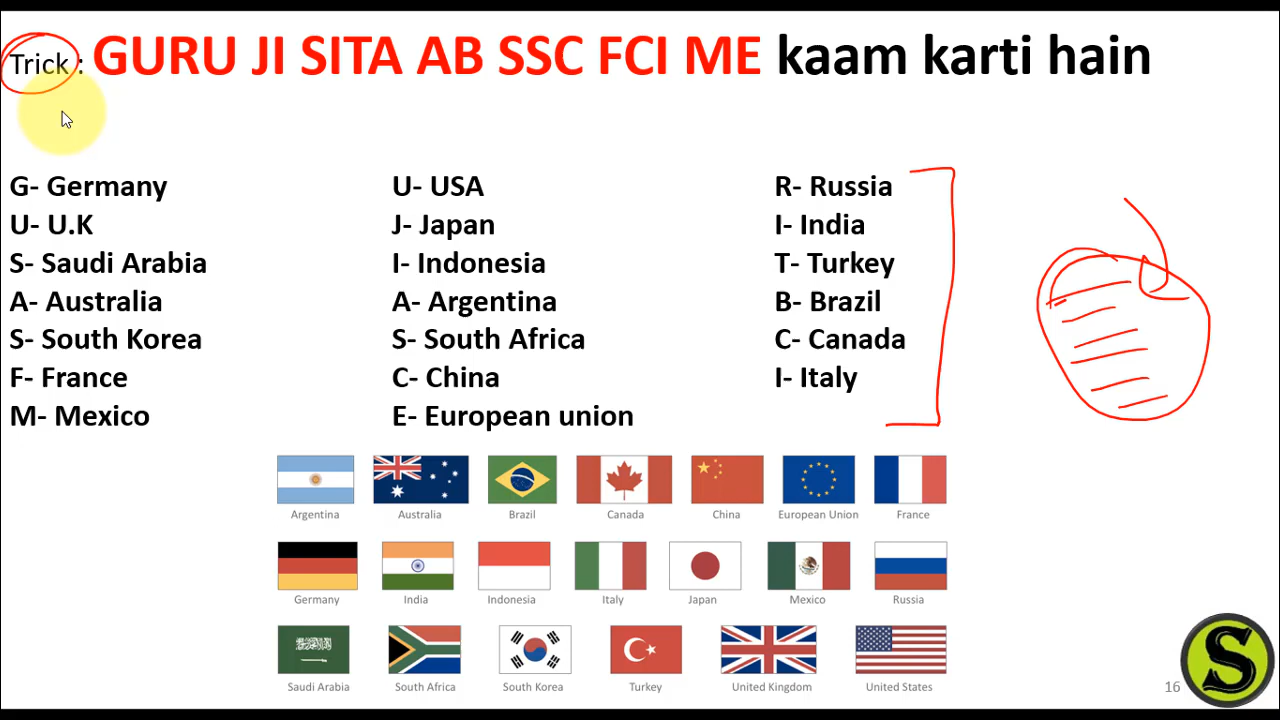 Trick : GURU JI SITA AB SSC FCI ME kaam karti hain
G- Germany U- USA R- Russia
U- U.K J- Japan I- India
S- Saudi Arabia I- Indonesia T- Turkey
A- Australia A- Argentina B- Brazil
S- South Korea S- South Africa C- Canada
F- France C- China I- Italy
M- Mexico E- European union
Argentina Australia Brazil Canada China European Union France
Germany India Indonesia Italy Japan Mexico Russia
Saudi Arabia South Africa South Korea Turkey United Kingdom United States
16
S